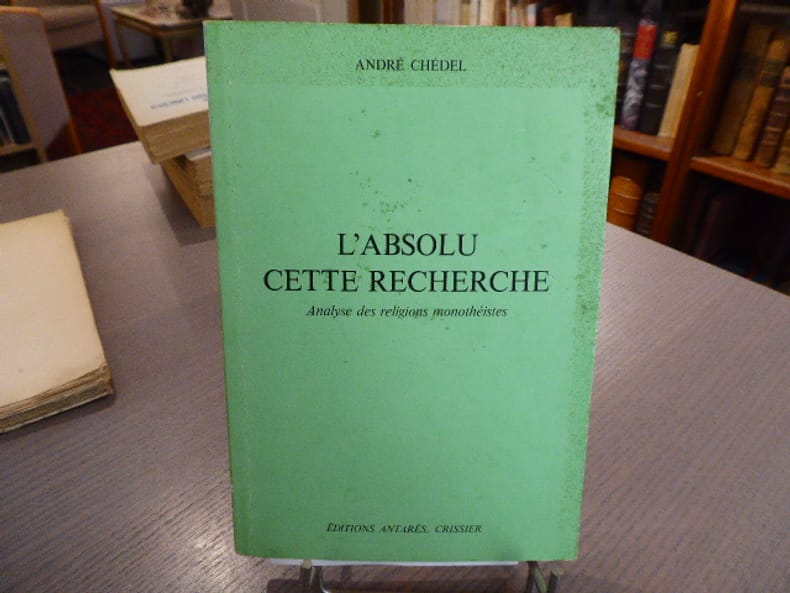 ANDRÉ CHÉDEL
L'ABSOLU
CETTE RECHERCHE
Analyse des religions monothéistes
ÉDITIONS ANTARÈS. CRISSIER